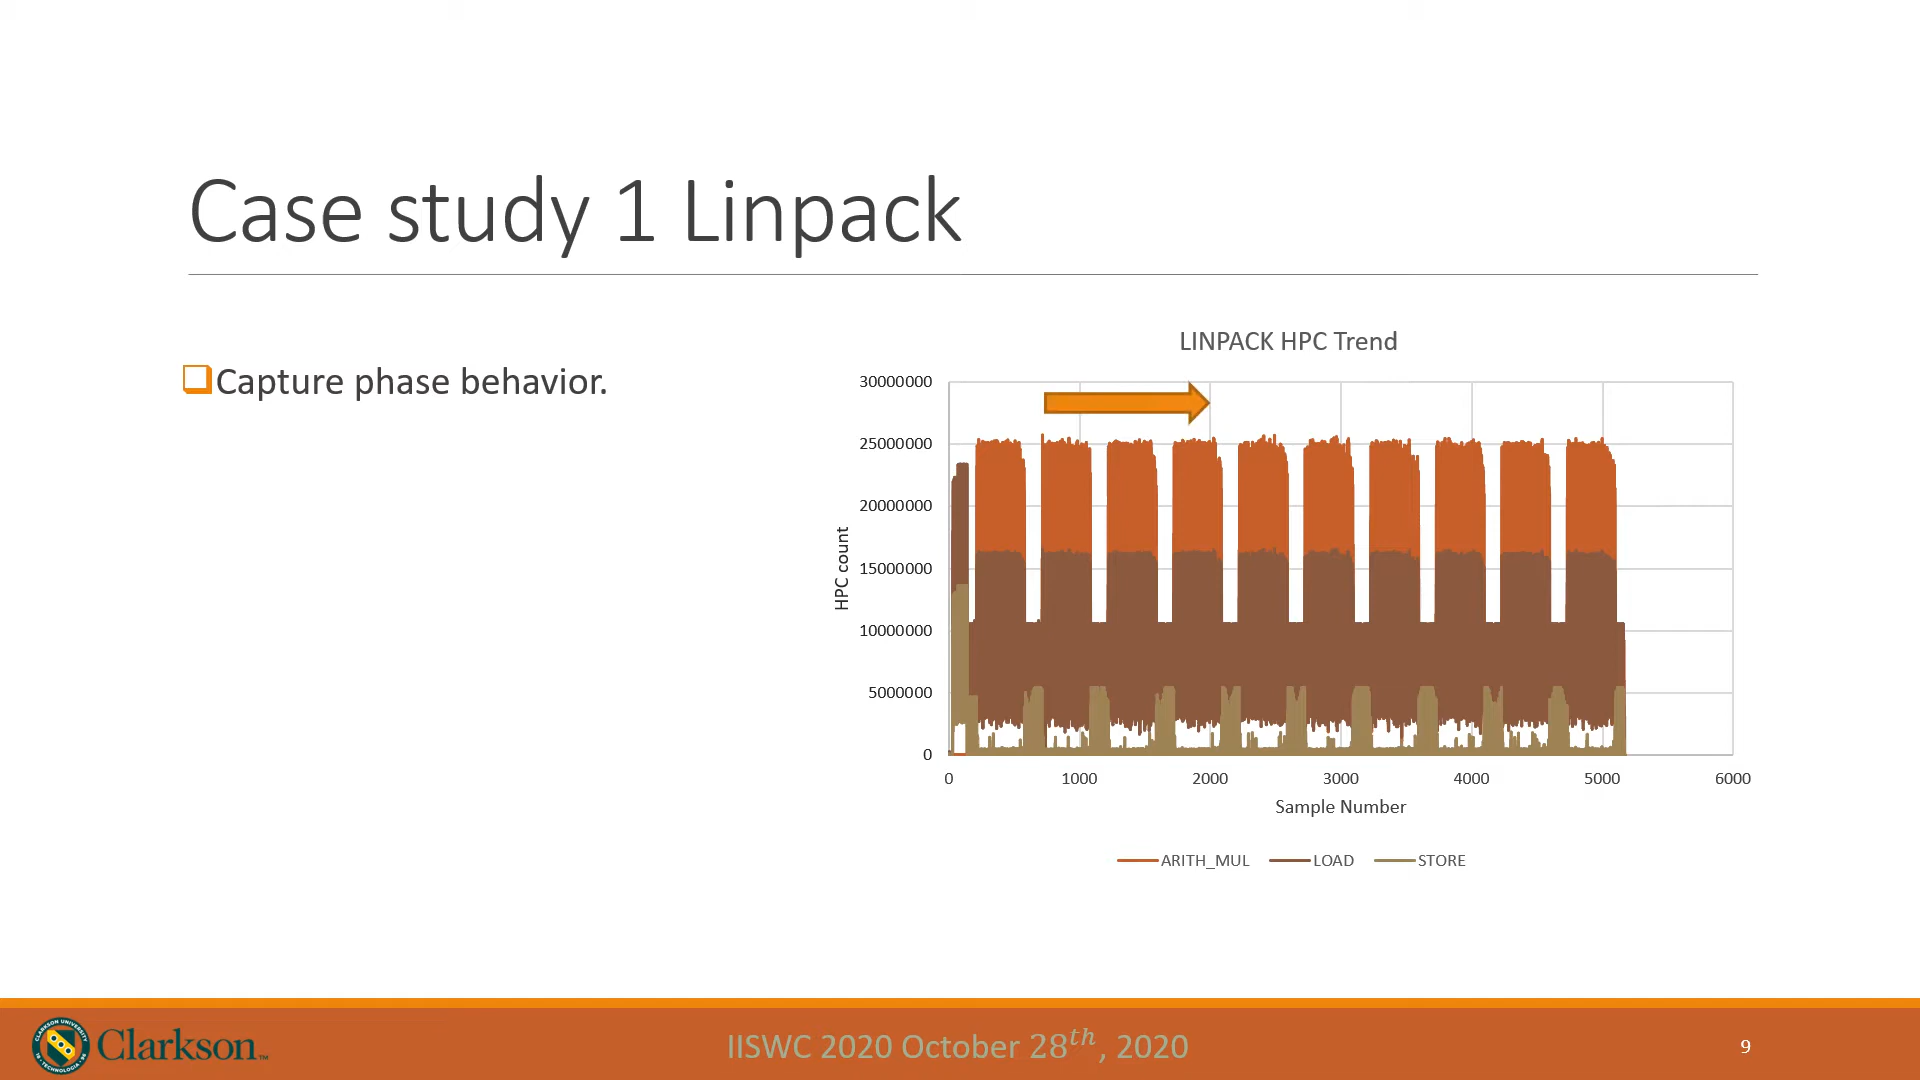 Case study 1 Linpack
Capture phase behavior.
LINPACK HPC Trend
30000000
25000000
20000000
15000000
10000000
5000000
0
HPC count
0 1000 2000 3000 4000 5000 6000
Sample Number
ARITH_MUL LOAD STORE
Clarkson™
IISWC 2020 October 28th, 2020
9